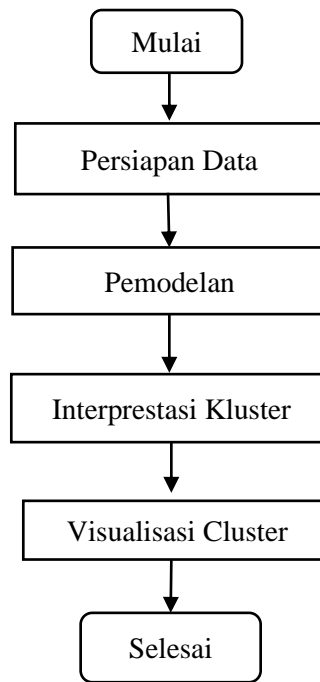 Mulai
Persiapan Data
Pemodelan
Interprestasi Kluster
Visualisasi Cluster
Selesai